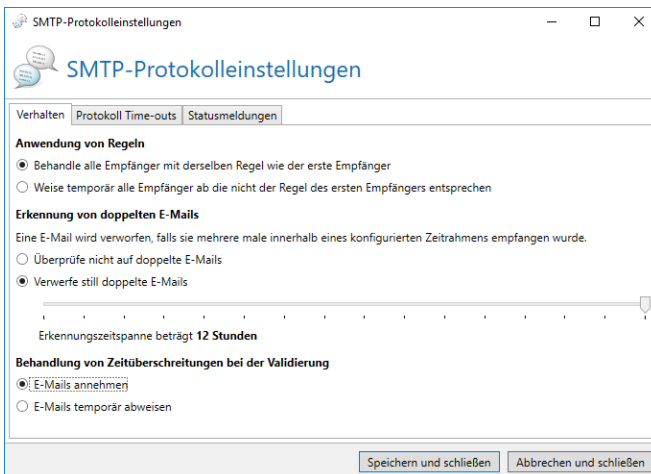 SMTP-Protokolleinstellungen
SMTP-Protokolleinstellungen
Verhalten Protokoll Time-outs Statusmeldungen
Anwendung von Regeln
Behandle alle Empfänger mit derselben Regel wie der erste Empfänger
Weise temporär alle Empfänger ab die nicht der Regel des ersten Empfängers entsprechen
Erkennung von doppelten E-Mails
Eine E-Mail wird verworfen, falls sie mehrere male innerhalb eines konfigurierten Zeitrahmens empfangen wurde.
Überprüfe nicht auf doppelte E-Mails
Verwerfe still doppelte E-Mails
Erkennungszeitspanne beträgt 12 Stunden
Behandlung von Zeitüberschreitungen bei der Validierung
E-Mails annehmen
E-Mails temporär abweisen
Speichern und schließen Abbrechen und schließen